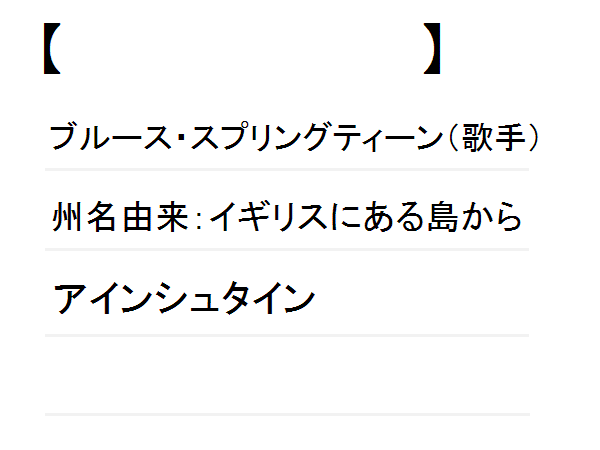 【　　　　　　　　　】
ブルース・スプリングティーン（歌手）
州名由来：イギリスにある島から
アインシュタイン